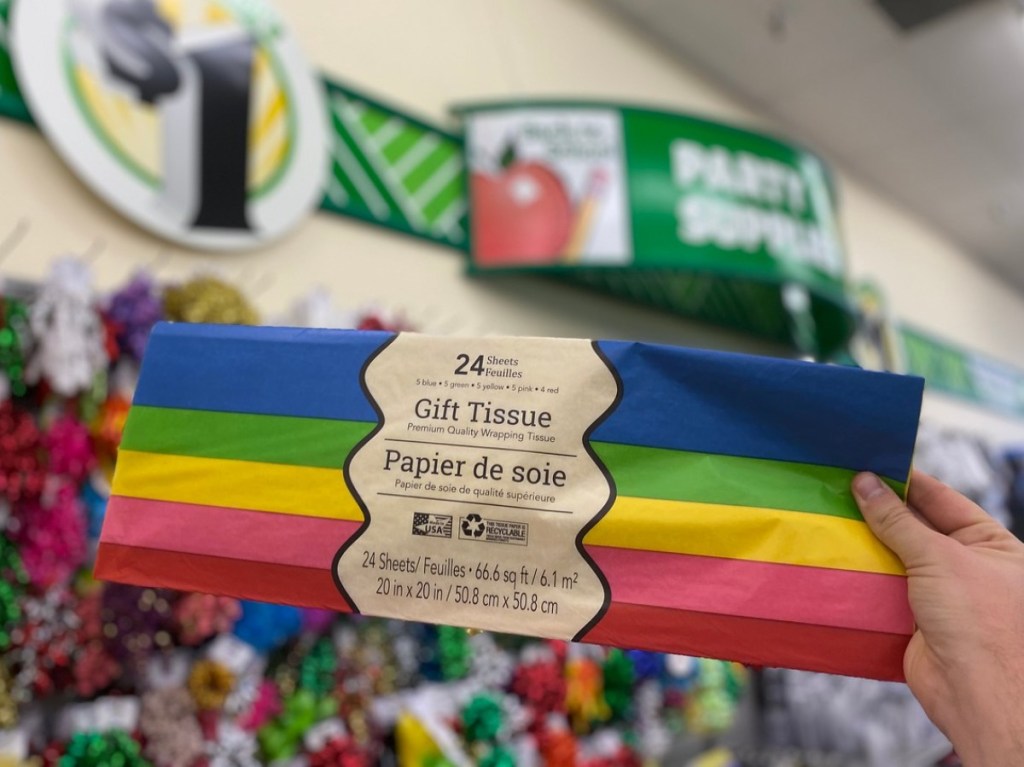 1
PARTY
24 Sheets
Feuilles
5 blue • 5 green • 5 yellow • 5 pink • 4 red
Gift Tissue
Premium Quality Wrapping Tissue
Papier de soie
Papier de soie de qualité supérieure
USA
RECYCLABLE
24 Sheets/ Feuilles • 66.6 sq ft / 6.1 m²
20 in x 20 in / 50.8 cm x 50.8 cm